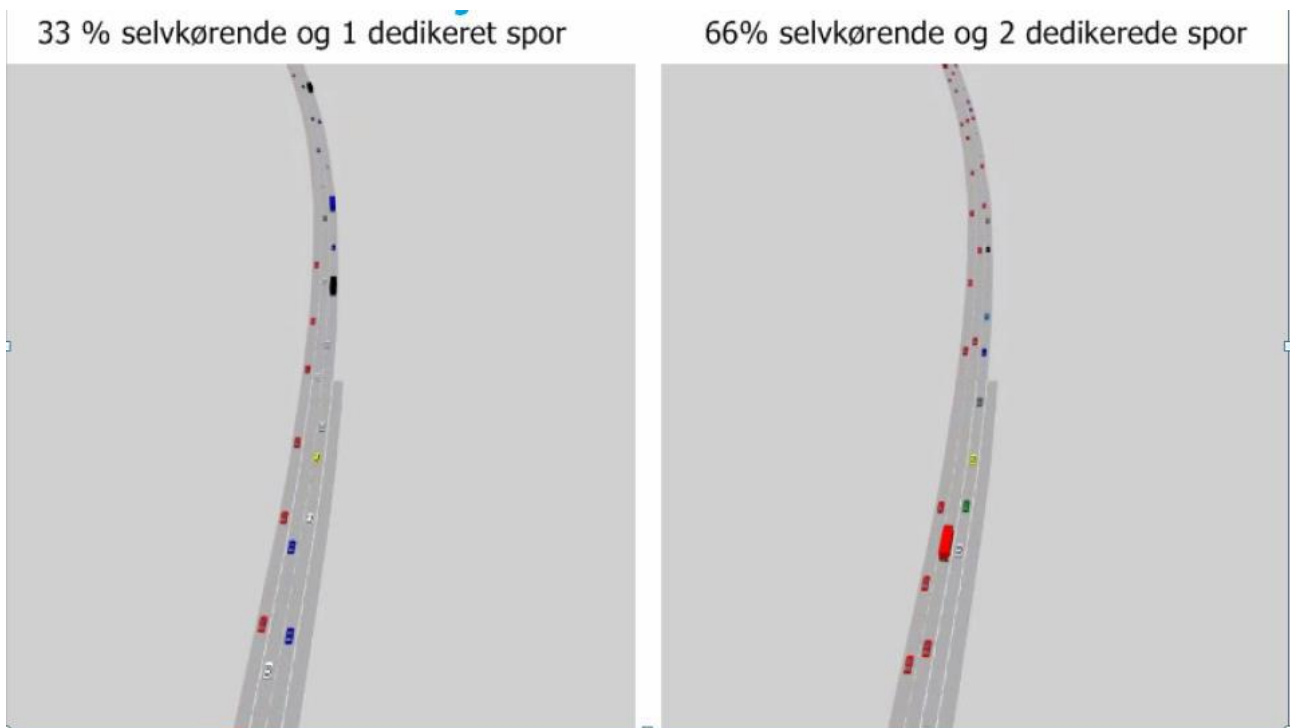 33 % selvkørende og 1 dedikeret spor
66% selvkørende og 2 dedikerede spor